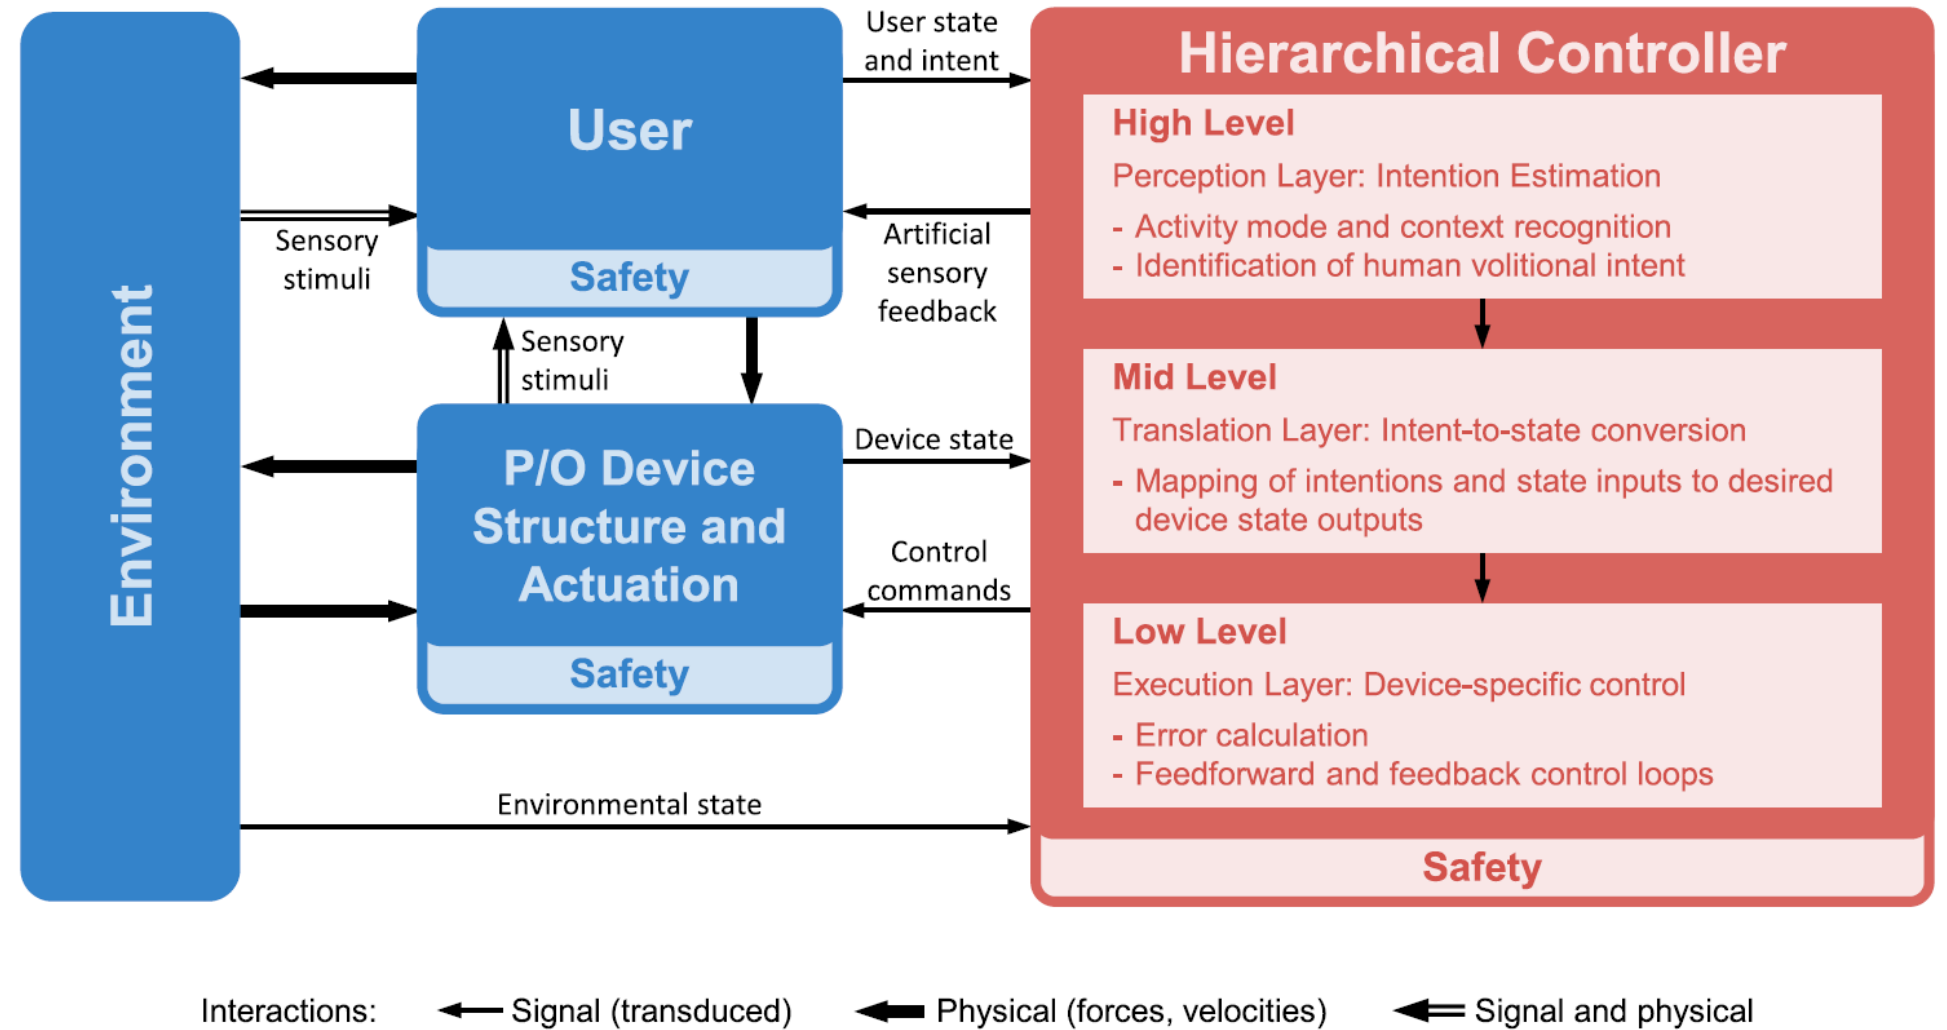 Environment
User
Safety
Sensory
stimuli
User state
and intent
Artificial
sensory
feedback
Sensory
stimuli
P/O Device
Structure and
Actuation
Safety
Device state
Control
commands
Environmental state
Hierarchical Controller
High Level
Perception Layer: Intention Estimation
- Activity mode and context recognition
- Identification of human volitional intent
Mid Level
Translation Layer: Intent-to-state conversion
- Mapping of intentions and state inputs to desired
device state outputs
Low Level
Execution Layer: Device-specific control
- Error calculation
- Feedforward and feedback control loops
Safety
Interactions: Signal (transduced) Physical (forces, velocities) Signal and physical